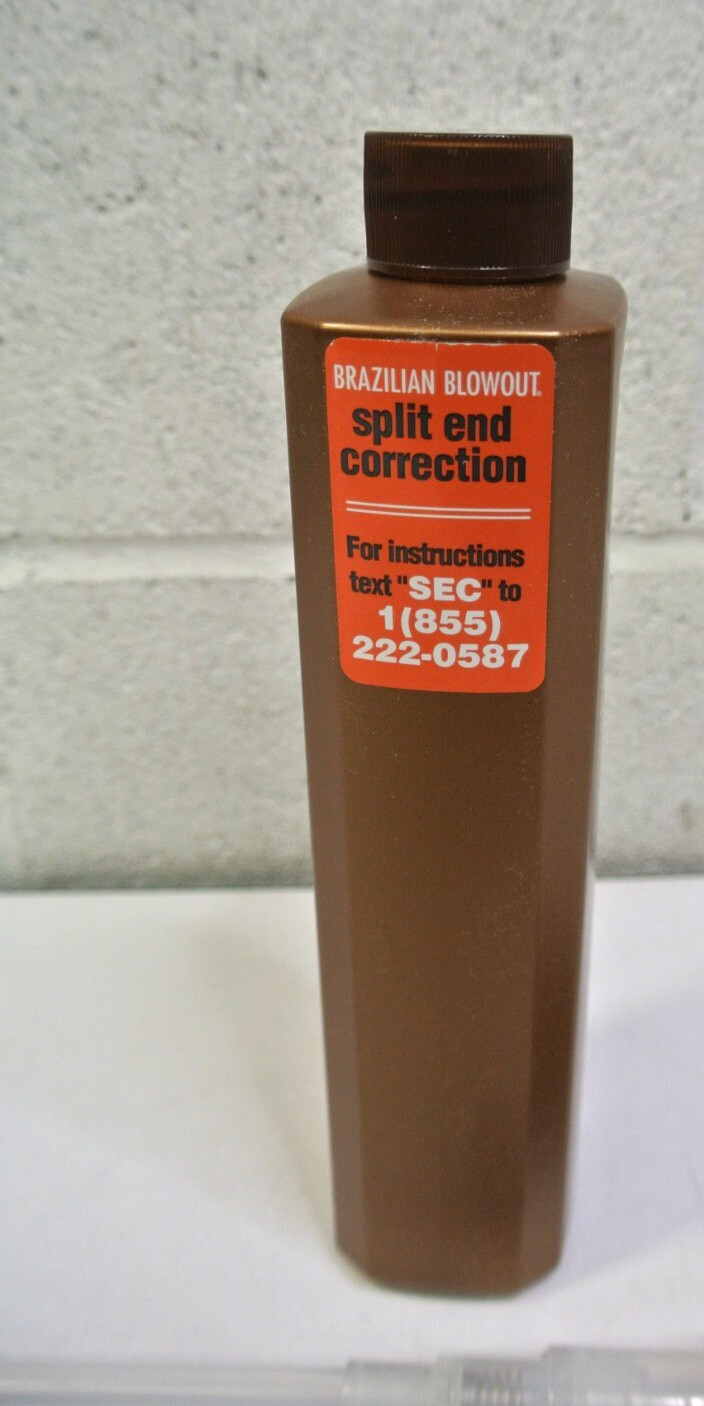 BRAZILIAN BLOWOUT®
split end
correction
For instructions
text "SEC" to
1(855)
222-0587